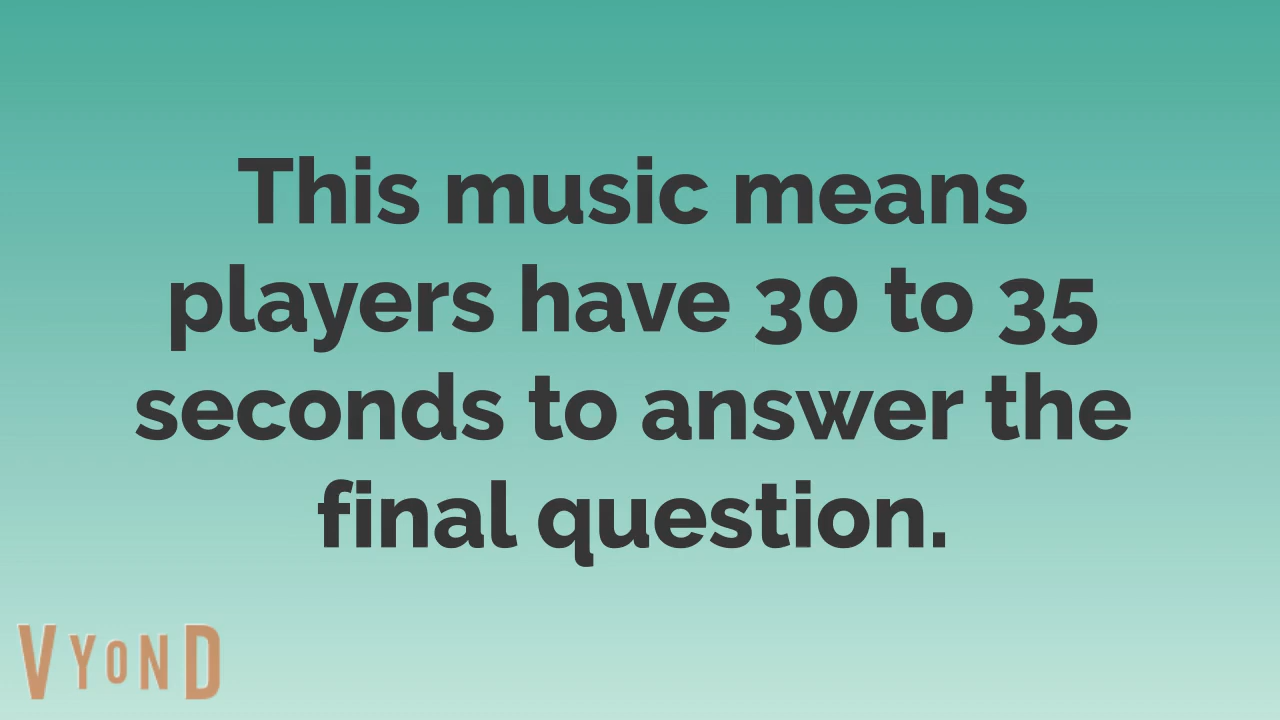 This music means
players have 30 to 35
seconds to answer the
final question.
VYOND